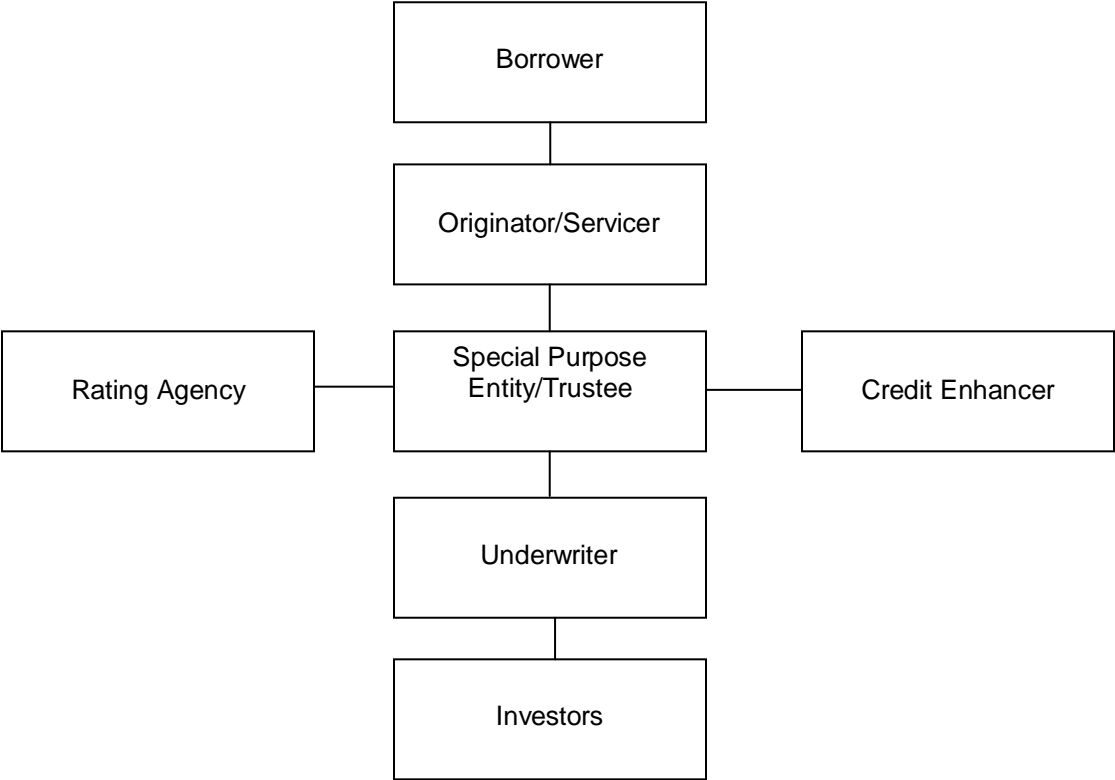 Borrower
Originator/Servicer
Special Purpose
Entity/Trustee
Rating Agency
Credit Enhancer
Underwriter
Investors